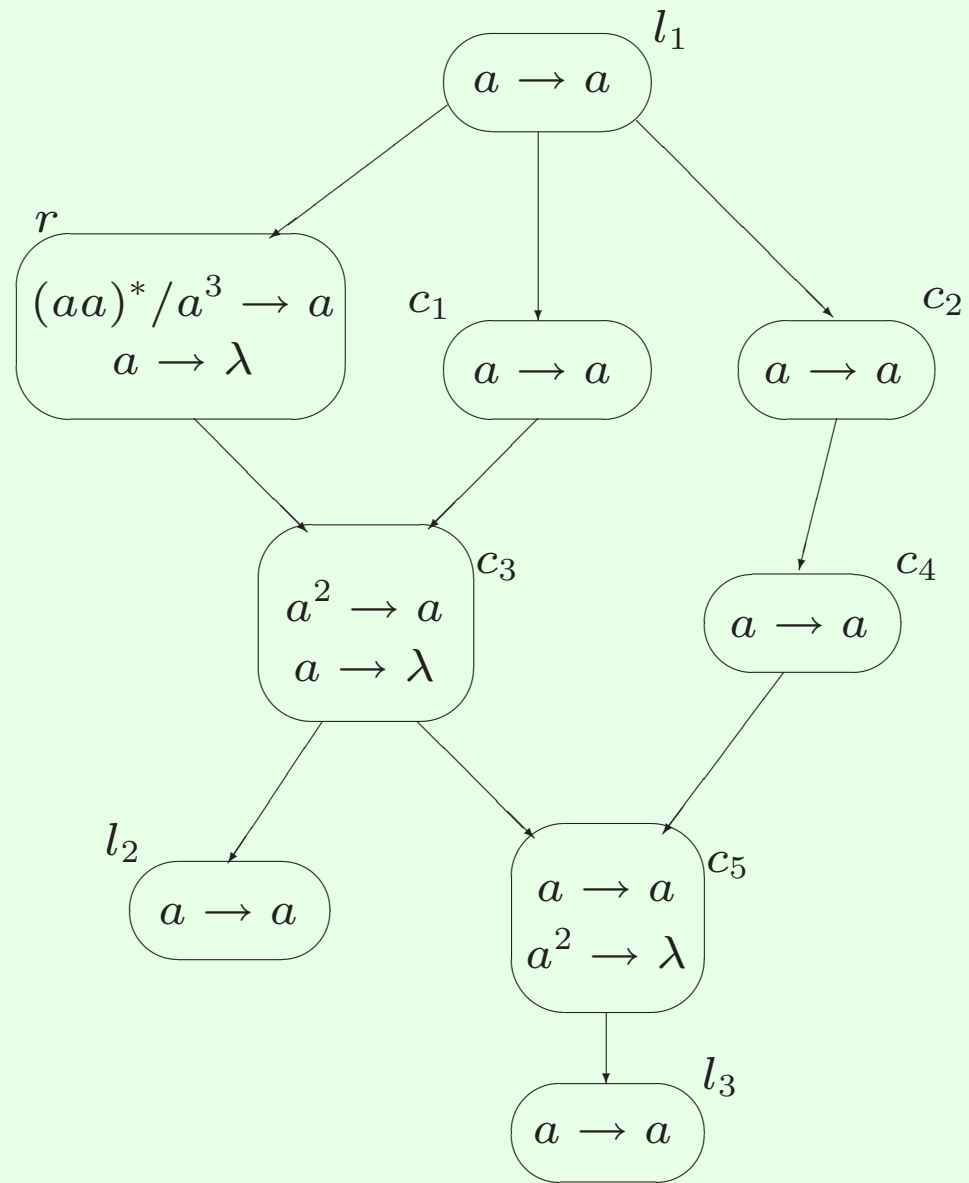 l₁
a ⟶ a
r
(aa)*/a³ ⟶ a
a ⟶ λ
c₁
a ⟶ a
c₂
a ⟶ a
c₃
a² ⟶ a
a ⟶ λ
c₄
a ⟶ a
l₂
a ⟶ a
c₅
a ⟶ a
a² ⟶ λ
l₃
a ⟶ a